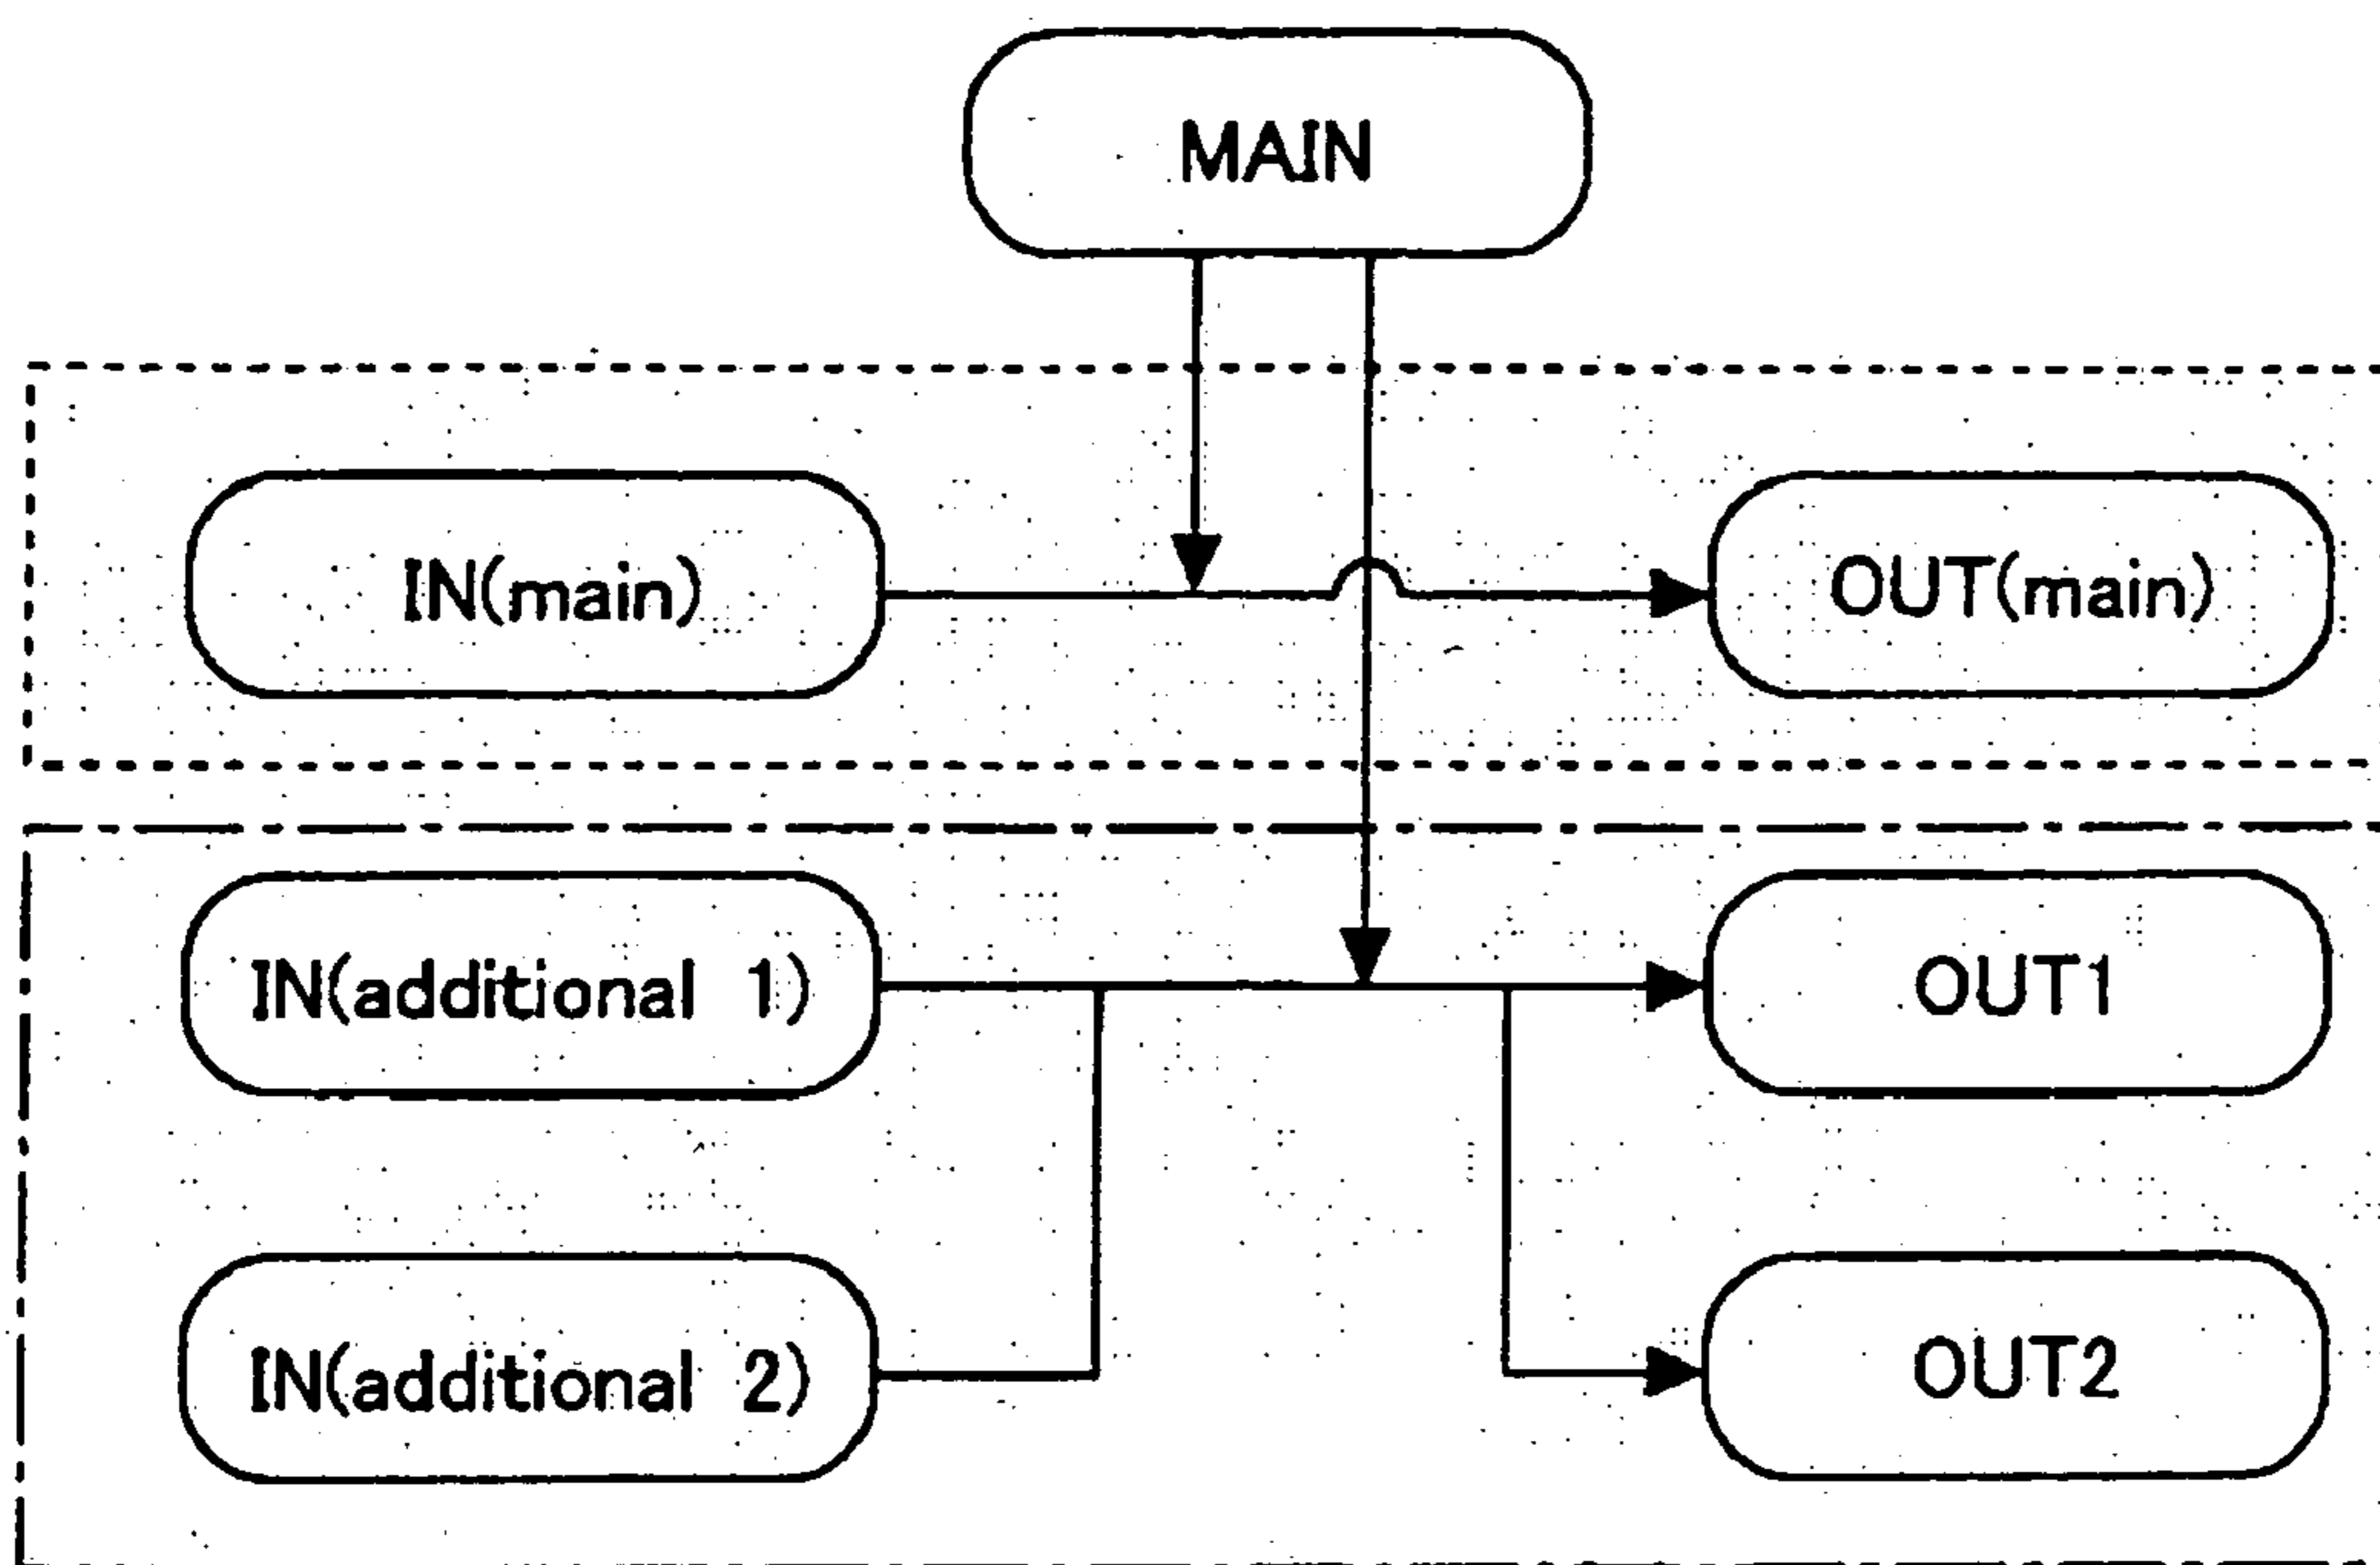 MAIN
IN(main)
OUT(main)
IN(additional 1)
OUT1
IN(additional 2)
OUT2